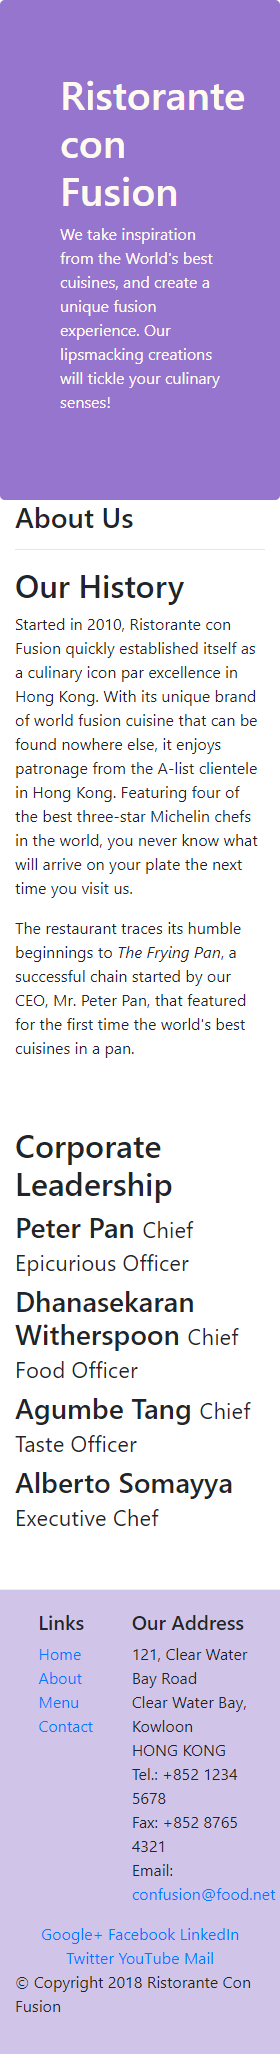 Ristorante
con
Fusion
We take inspiration
from the World's best
cuisines, and create a
unique fusion
experience. Our
lipsmacking creations
will tickle your culinary
senses!
About Us
Our History
Started in 2010, Ristorante con
Fusion quickly established itself as
a culinary icon par excellence in
Hong Kong. With its unique brand
of world fusion cuisine that can be
found nowhere else, it enjoys
patronage from the A-list clientele
in Hong Kong. Featuring four of
the best three-star Michelin chefs
in the world, you never know what
will arrive on your plate the next
time you visit us.
The restaurant traces its humble
beginnings to The Frying Pan, a
successful chain started by our
CEO, Mr. Peter Pan, that featured
for the first time the world's best
cuisines in a pan.
Corporate
Leadership
Peter Pan Chief
Epicurious Officer
Dhanasekaran
Witherspoon Chief
Food Officer
Agumbe Tang Chief
Taste Officer
Alberto Somayya
Executive Chef
Links
Home
About
Menu
Contact
Our Address
121, Clear Water
Bay Road
Clear Water Bay,
Kowloon
HONG KONG
Tel.: +852 1234
5678
Fax: +852 8765
4321
Email:
confusion@food.net
Google+ Facebook LinkedIn
Twitter YouTube Mail
© Copyright 2018 Ristorante Con
Fusion